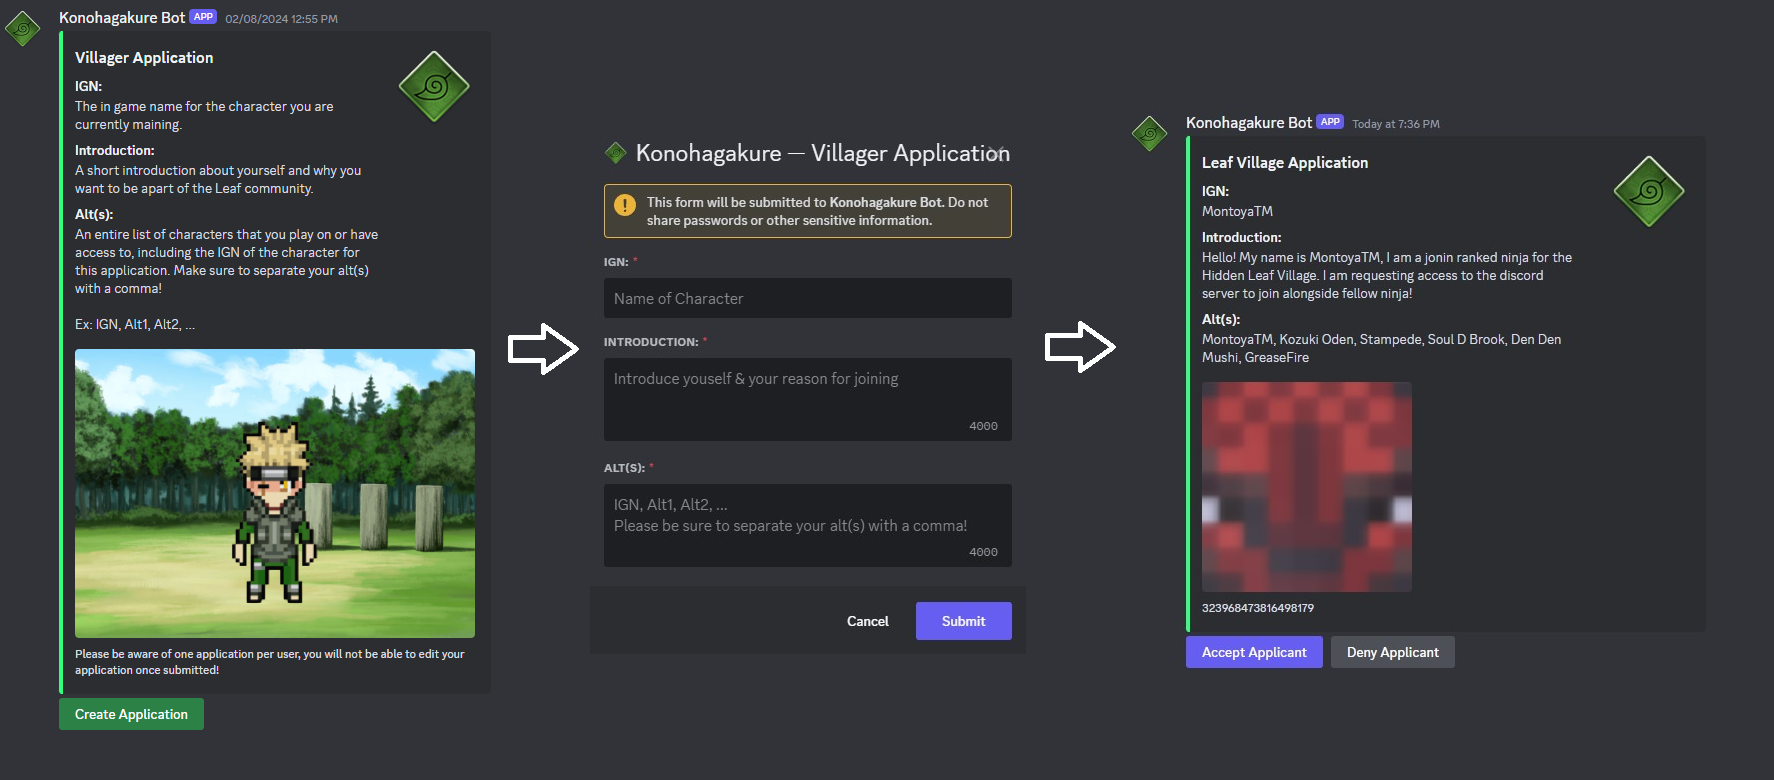 Konohagakure Bot APP 02/08/2024 12:55 PM
Villager Application
IGN:
The in game name for the character you are
currently maining.
Introduction:
A short introduction about yourself and why you
want to be apart of the Leaf community.
Alt(s):
An entire list of characters that you play on or have
access to, including the IGN of the character for
this application. Make sure to separate your alt(s)
with a comma!
Ex: IGN, Alt1, Alt2, ...
Please be aware of one application per user, you will not be able to edit your
application once submitted!
Create Application
Konohagakure — Villager Application
This form will be submitted to Konohagakure Bot. Do not
share passwords or other sensitive information.
IGN: *
Name of Character
INTRODUCTION: *
Introduce youself & your reason for joining
4000
ALT(S): *
IGN, Alt1, Alt2, ...
Please be sure to separate your alt(s) with a comma!
4000
Cancel
Submit
Konohagakure Bot APP Today at 7:36 PM
Leaf Village Application
IGN:
MontoyaTM
Introduction:
Hello! My name is MontoyaTM, I am a jonin ranked ninja for the
Hidden Leaf Village. I am requesting access to the discord
server to join alongside fellow ninja!
Alt(s):
MontoyaTM, Kozuki Oden, Stampede, Soul D Brook, Den Den
Mushi, GreaseFire
323968473816498179
Accept Applicant
Deny Applicant